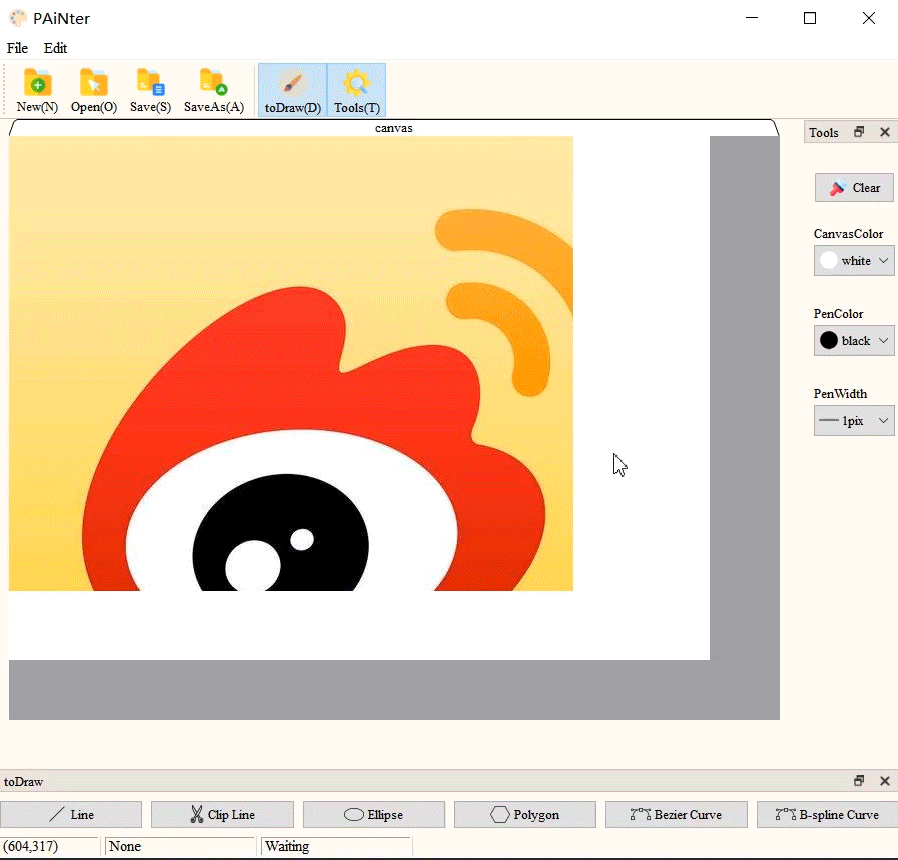 PAiNter
File Edit
New(N) Open(O) Save(S) SaveAs(A) toDraw(D) Tools(T)
canvas
Tools
Clear
CanvasColor
white
PenColor
black
PenWidth
1pix
toDraw
Line Clip Line Ellipse Polygon Bezier Curve B-spline Curve
(604,317) None Waiting